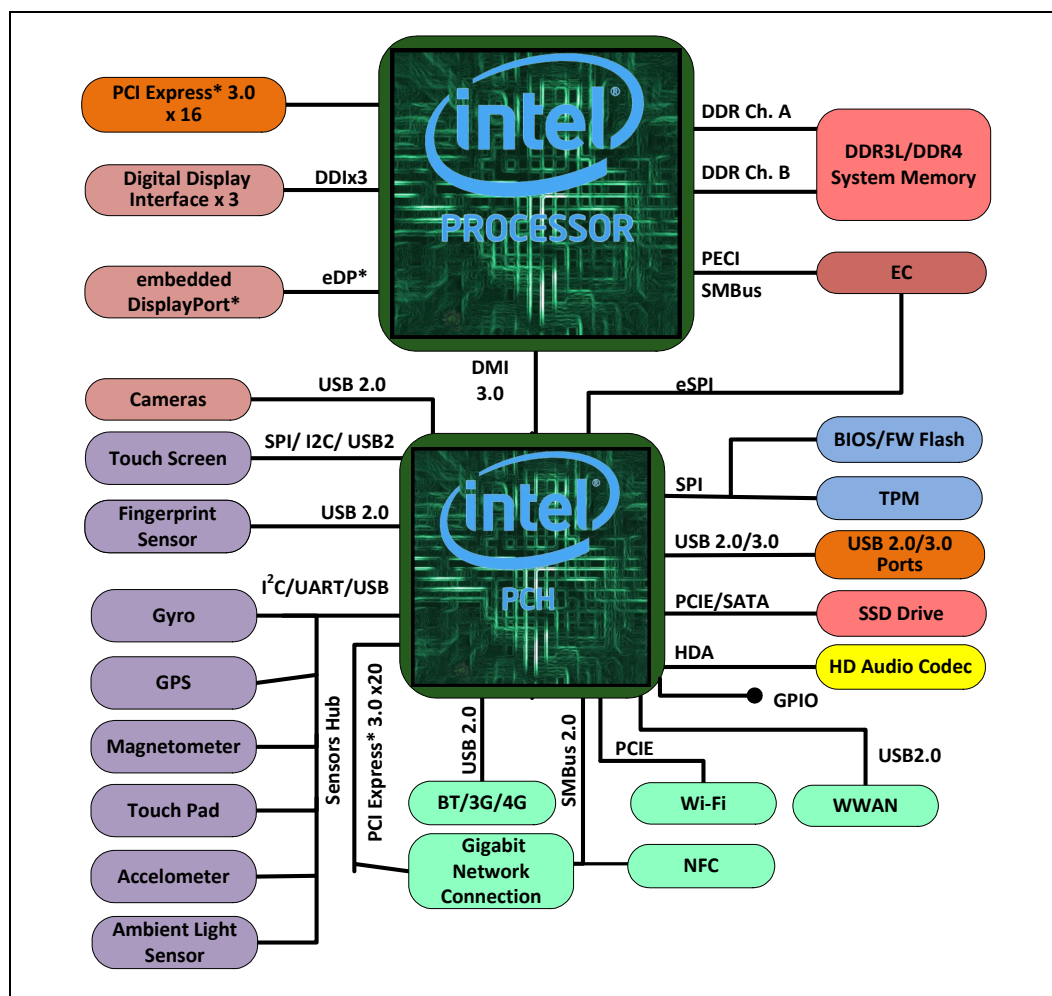 PCI Express* 3.0
x 16
Digital Display
Interface x 3
DDIx3
embedded
DisplayPort*
eDP*
intel
®
PROCESSOR
DDR Ch. A
DDR Ch. B
DDR3L/DDR4
System Memory
PECI
SMBus
EC
DMI
3.0
eSPI
Cameras
USB 2.0
Touch Screen
SPI/ I2C/ USB2
Fingerprint
Sensor
USB 2.0
I²C/UART/USB
intel
®
PCH
SPI
BIOS/FW Flash
TPM
USB 2.0/3.0
USB 2.0/3.0
Ports
PCIE/SATA
SSD Drive
HDA
HD Audio Codec
GPIO
Gyro
GPS
Magnetometer
Touch Pad
Accelometer
Ambient Light
Sensor
Sensors Hub
PCI Express* 3.0 x20
USB 2.0
SMBus 2.0
PCIE
USB2.0
BT/3G/4G
Wi-Fi
WWAN
Gigabit
Network
Connection
NFC